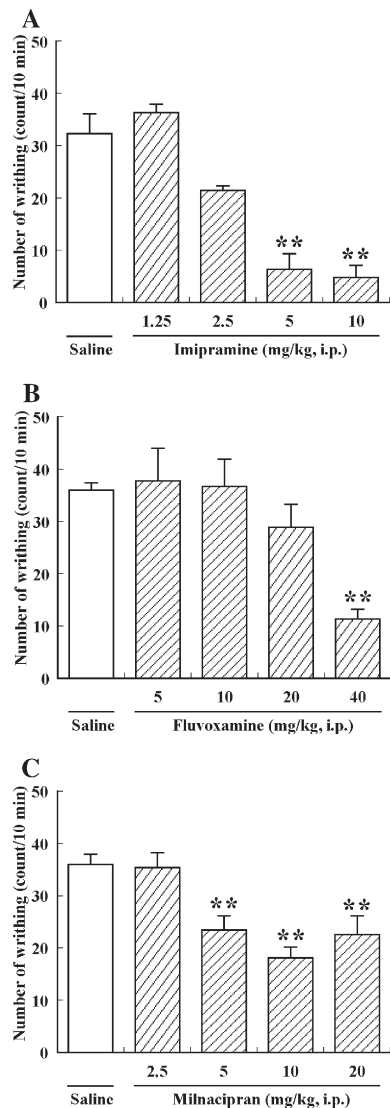 A
Number of writhing (count/10 min)
50
40
30
20
10
0
** **
1.25 2.5 5 10
Saline Imipramine (mg/kg, i.p.)
B
Number of writhing (count/10 min)
50
40
30
20
10
0
**
5 10 20 40
Saline Fluvoxamine (mg/kg, i.p.)
C
Number of writhing (count/10 min)
50
40
30
20
10
0
** ** **
2.5 5 10 20
Saline Milnacipran (mg/kg, i.p.)